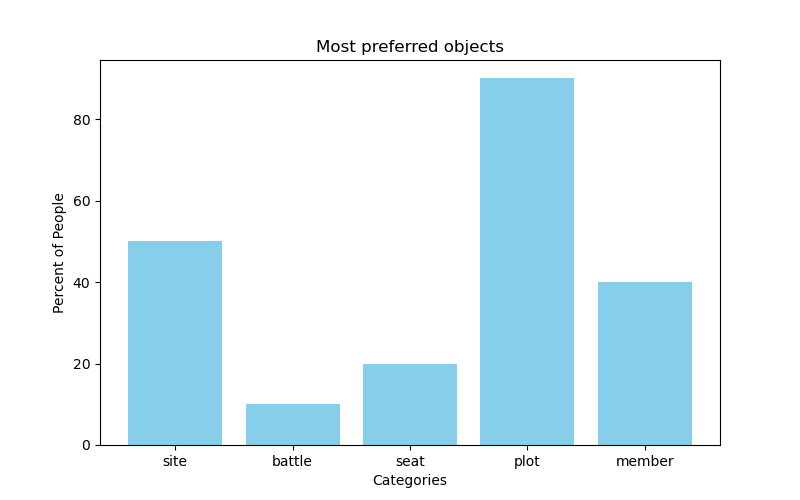 Most preferred objects
Percent of People
80
60
40
20
0
site battle seat plot member
Categories